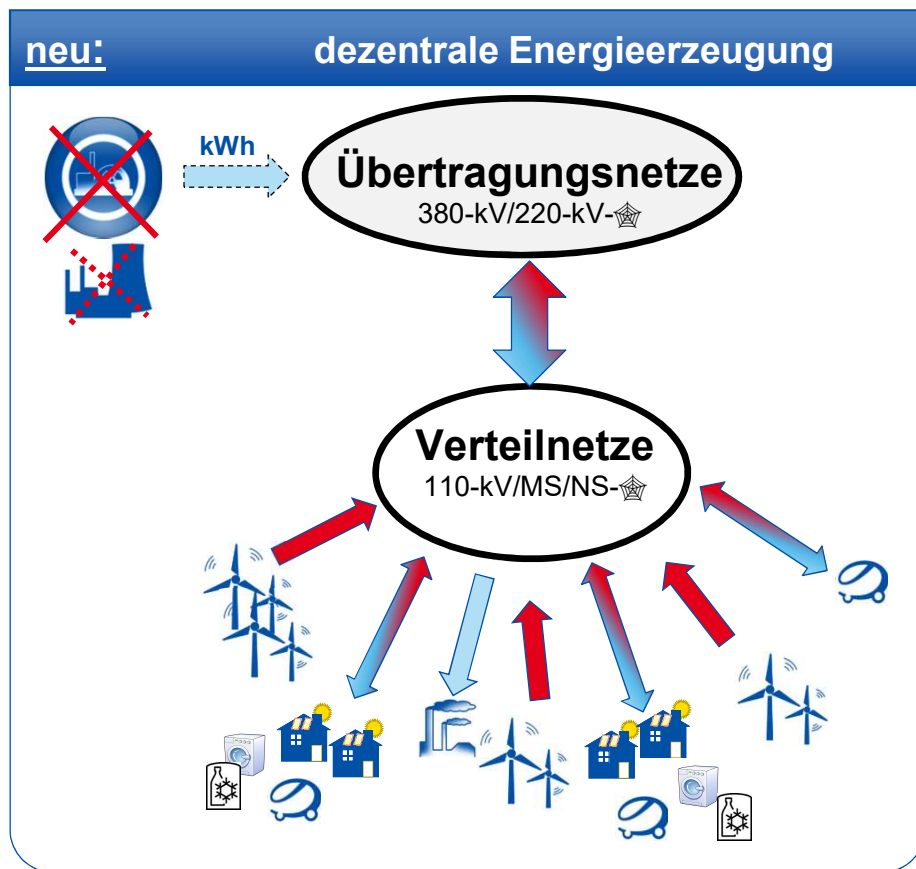 neu: dezentrale Energieerzeugung
kWh
Übertragungsnetze
380-kV/220-kV-
Verteilnetze
110-kV/MS/NS-